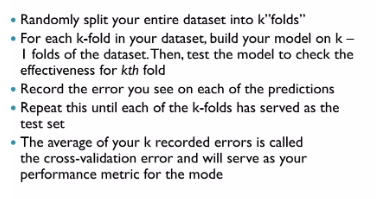 • Randomly split your entire dataset into k”folds”
• For each k-fold in your dataset, build your model on k –
1 folds of the dataset. Then, test the model to check the
effectiveness for kth fold
• Record the error you see on each of the predictions
• Repeat this until each of the k-folds has served as the
test set
• The average of your k recorded errors is called
the cross-validation error and will serve as your
performance metric for the mode